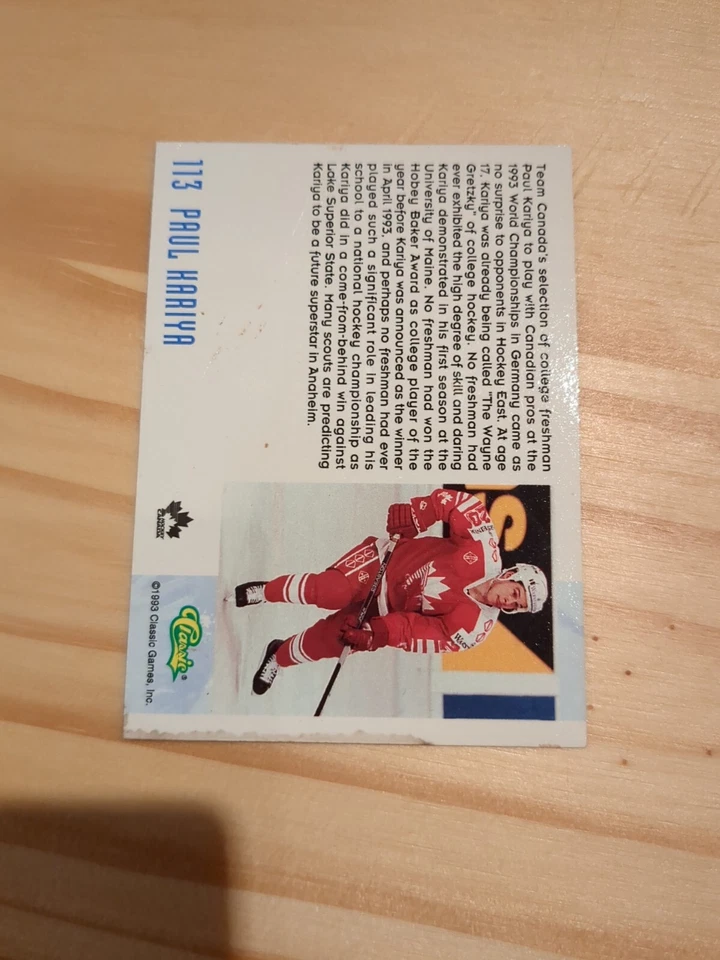 Team Canada's selection of college freshman
Paul Kariya to play with Canadian pros at the
1993 World Championships in Germany came as
no surprise to opponents in Hockey East. At age
17, Kariya was already being called "The Wayne
Gretzky" of college hockey. No freshman had
ever exhibited the high degree of skill and daring
Kariya demonstrated in his first season at the
University of Maine. No freshman had won the
Hobey Baker Award as college player of the
year before Kariya was announced as the winner
in April 1993, and perhaps no freshman had ever
played such a significant role in leading his
school to a national hockey championship as
Kariya did in a come-from-behind win against
Lake Superior State. Many scouts are predicting
Kariya to be a future superstar in Anaheim.
113 PAUL KARIYA
Classic®
©1993 Classic Games, Inc.